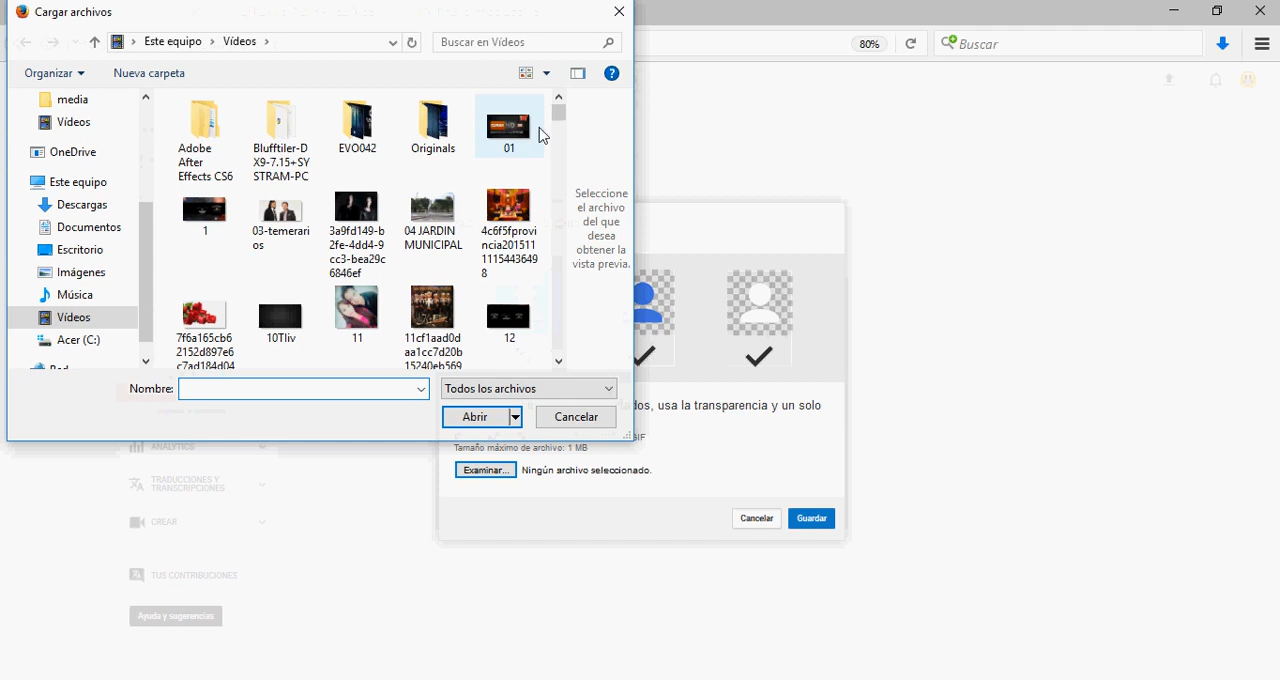 Cargar archivos
Este equipo
Vídeos
Buscar en Vídeos
80%
Buscar
Organizar
Nueva carpeta
media
Vídeos
OneDrive
Este equipo
Descargas
Documentos
Escritorio
Imágenes
Música
Vídeos
Acer (C:)
Adobe
After
Effects CS6
Blufftiler-D
X9-7.15+SY
STRAM-PC
EVO042
Originals
01
1
03-temerari
os
3a9fd149-b
2fe-4dd4-9
cc3-bea29c
6846ef
04 JARDIN
MUNICIPAL
4c6f5fprovi
ncia201511
1115443649
8
7f6a165cb6
2152d897e6
c7ad184d04
10Tliv
11
11cf1aad0d
aa1cc7d20b
15240eb569
12
Seleccione
el archivo
del que
desea
obtener la
vista previa.
Nombre:
Todos los archivos
Abrir
Cancelar
dos, usa la transparencia y un solo
GIF
Tamaño máximo de archivo: 1 MB
Examinar...
Ningún archivo seleccionado.
Cancelar
Guardar
ANALYTICS
TRADUCCIONES Y
TRANSCRIPCIONES
CREAR
TUS CONTRIBUCIONES
Ayuda y sugerencias